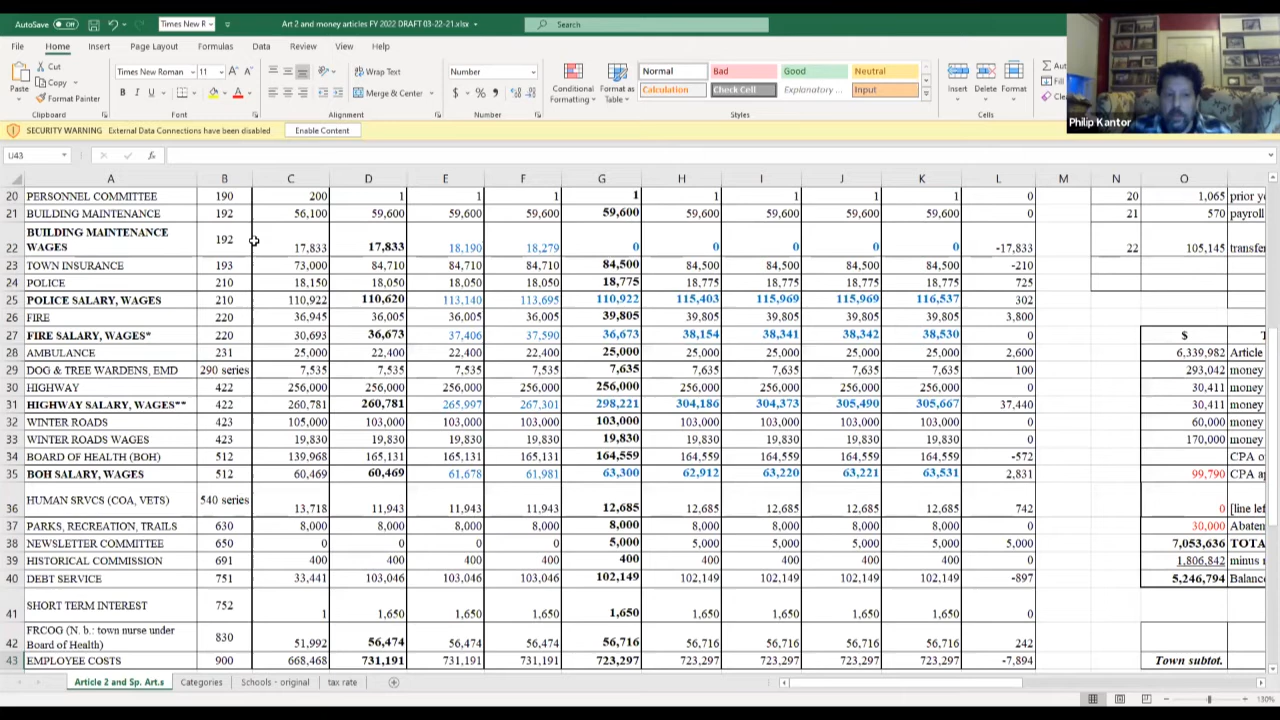 AutoSave Off Times New R Art 2 and money articles FY 2022 DRAFT 03-22-21.xlsx Search
File Home Insert Page Layout Formulas Data Review View Help
Cut
Copy
Format Painter
Paste
Times New Roman 11
B I U
Wrap Text
Merge & Center
Number
$ %
Conditional Formatting
Format as Table
Normal Bad Good Neutral
Calculation Check Cell Explanatory ... Input
Insert Delete Format
Clipboard Font Alignment Number Styles Cells
Philip Kantor
SECURITY WARNING External Data Connections have been disabled Enable Content
U43 fx
A B C D E F G H I J K L M N O
20 PERSONNEL COMMITTEE 190 200 1 1 1 1 1 1 1 1 0 20 1,065 prior ye
21 BUILDING MAINTENANCE 192 56,100 59,600 59,600 59,600 59,600 59,600 59,600 59,600 59,600 0 21 570 payroll
22 BUILDING MAINTENANCE WAGES 192 17,833 17,833 18,190 18,279 0 0 0 0 0 -17,833 22 105,145 transfer
23 TOWN INSURANCE 193 73,000 84,710 84,710 84,710 84,500 84,500 84,500 84,500 84,500 -210
24 POLICE 210 18,150 18,050 18,050 18,050 18,775 18,775 18,775 18,775 18,775 725
25 POLICE SALARY, WAGES 210 110,922 110,620 113,140 113,695 110,922 115,403 115,969 115,969 116,537 302
26 FIRE 220 36,945 36,005 36,005 36,005 39,805 39,805 39,805 39,805 39,805 3,800
27 FIRE SALARY, WAGES* 220 30,693 36,673 37,406 37,590 36,673 38,154 38,341 38,342 38,530 0 $
28 AMBULANCE 231 25,000 22,400 22,400 22,400 25,000 25,000 25,000 25,000 25,000 2,600 6,339,982 Article
29 DOG & TREE WARDENS, EMD 290 series 7,535 7,535 7,535 7,535 7,635 7,635 7,635 7,635 7,635 100 293,042 money
30 HIGHWAY 422 256,000 256,000 256,000 256,000 256,000 256,000 256,000 256,000 256,000 0 30,411 money
31 HIGHWAY SALARY, WAGES** 422 260,781 260,781 265,997 267,301 298,221 304,186 304,373 305,490 305,667 37,440 30,411 money
32 WINTER ROADS 423 105,000 103,000 103,000 103,000 103,000 103,000 103,000 103,000 103,000 0 60,000 money
33 WINTER ROADS WAGES 423 19,830 19,830 19,830 19,830 19,830 19,830 19,830 19,830 19,830 0 170,000 money
34 BOARD OF HEALTH (BOH) 512 139,968 165,131 165,131 165,131 164,559 164,559 164,559 164,559 164,559 -572 CPA o
35 BOH SALARY, WAGES 512 60,469 60,469 61,678 61,981 63,300 62,912 63,220 63,221 63,531 2,831 99,790 CPA ap
36 HUMAN SRVCS (COA, VETS) 540 series 13,718 11,943 11,943 11,943 12,685 12,685 12,685 12,685 12,685 742 0 [line lef
37 PARKS, RECREATION, TRAILS 630 8,000 8,000 8,000 8,000 8,000 8,000 8,000 8,000 8,000 0 30,000 Abaten
38 NEWSLETTER COMMITTEE 650 0 0 0 0 5,000 5,000 5,000 5,000 5,000 5,000 7,053,636 TOTA
39 HISTORICAL COMMISSION 691 400 400 400 400 400 400 400 400 400 0 1,806,842 minus
40 DEBT SERVICE 751 33,441 103,046 103,046 103,046 102,149 102,149 102,149 102,149 102,149 -897 5,246,794 Balanc
41 SHORT TERM INTEREST 752 1 1,650 1,650 1,650 1,650 1,650 1,650 1,650 1,650 0
42 FRCOG (N. b.: town nurse under Board of Health) 830 51,992 56,474 56,474 56,474 56,716 56,716 56,716 56,716 56,716 242
43 EMPLOYEE COSTS 900 668,468 731,191 731,191 731,191 723,297 723,297 723,297 723,297 723,297 -7,894 Town subtot.
Article 2 and Sp. Art.s Categories Schools - original tax rate
130%